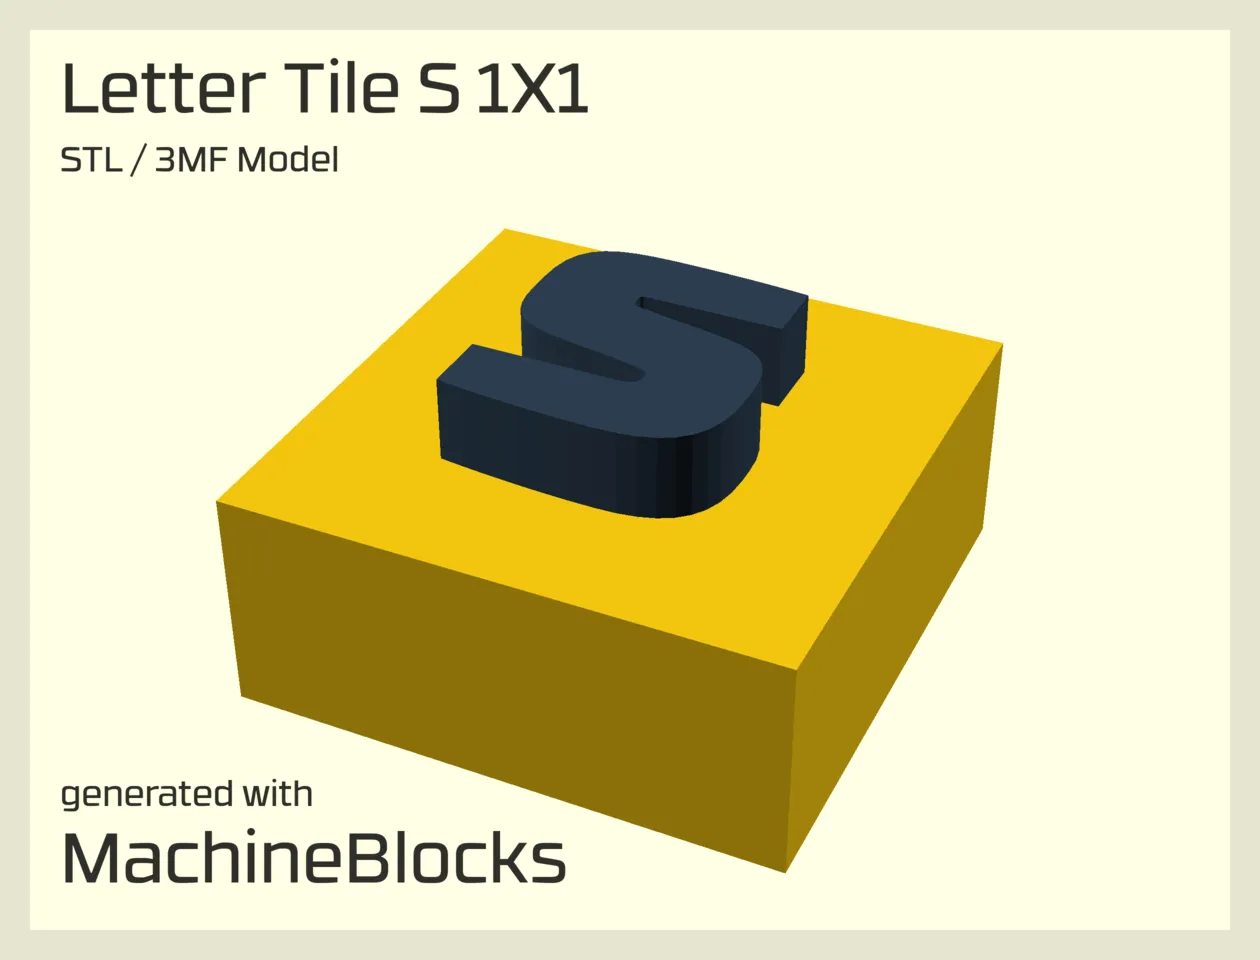 Letter Tile S 1X1
STL / 3MF Model
S
generated with
MachineBlocks